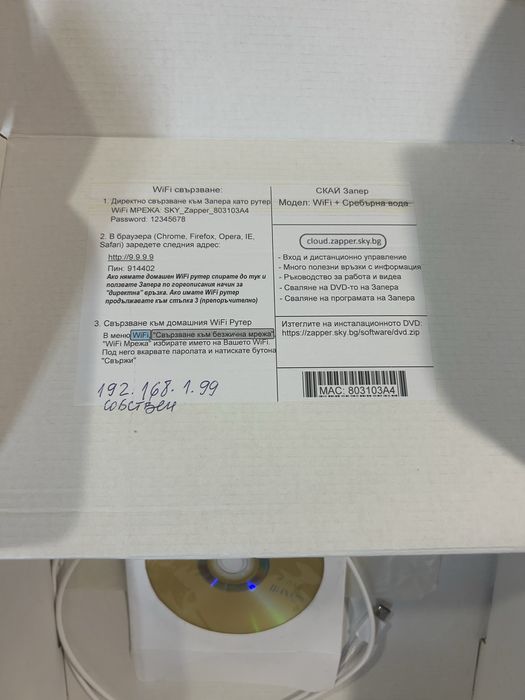 WiFi свързване:
1. Директно свързване към Запера като рутер
WiFi МРЕЖА: SKY_Zapper_803103A4
Password: 12345678
2. В браузера (Chrome, Firefox, Opera, IE,
Safari) заредете следния адрес:
http://9.9.9.9
Пин: 914402
Ако нямате домашен WiFi рутер спирате до тук и
ползвате Запера по горeописания начин за
"директна" връзка. Ако имате WiFi рутер
продължавате към стъпка 3 (препоръчително)
3. Свързване към домашния WiFi Рутер
В меню WiFi, "Свързване към безжична мрежа",
"WiFi Мрежа" избирате името на Вашето WiFi.
Под него вкарвате паролата и натискате бутона
"Свържи"
192.168.1.99
собствен
СКАЙ Запер
Модел: WiFi + Сребърна вода
cloud.zapper.sky.bg
- Вход и дистанционно управление
- Много полезни връзки с информация
- Ръководство за работа и видеа
- Сваляне на DVD-то на Запера
- Сваляне на програмата на Запера
Изтеглите на инсталационното DVD:
https://zapper.sky.bg/software/dvd.zip
MAC: 803103A4